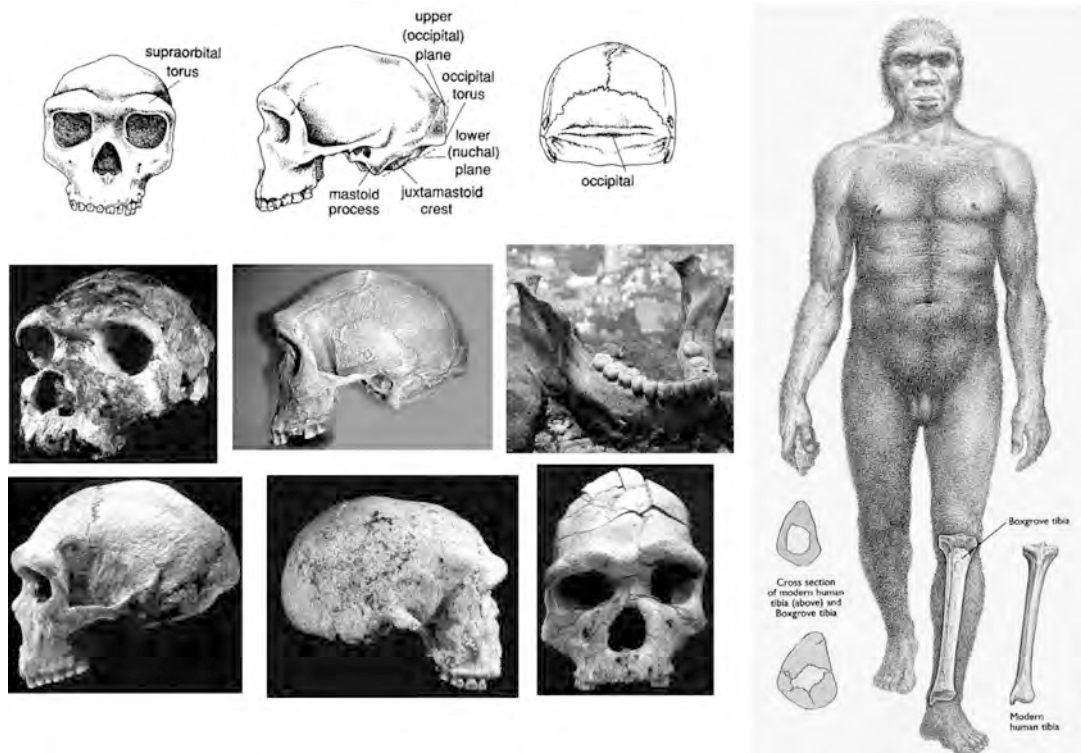 supraorbital
torus
upper
(occipital)
plane
occipital
torus
lower
(nuchal)
plane
mastoid
process
juxtamastoid
crest
occipital
Boxgrove tibia
Cross section
of modern human
tibia (above) and
Boxgrove tibia
Modern
human tibia